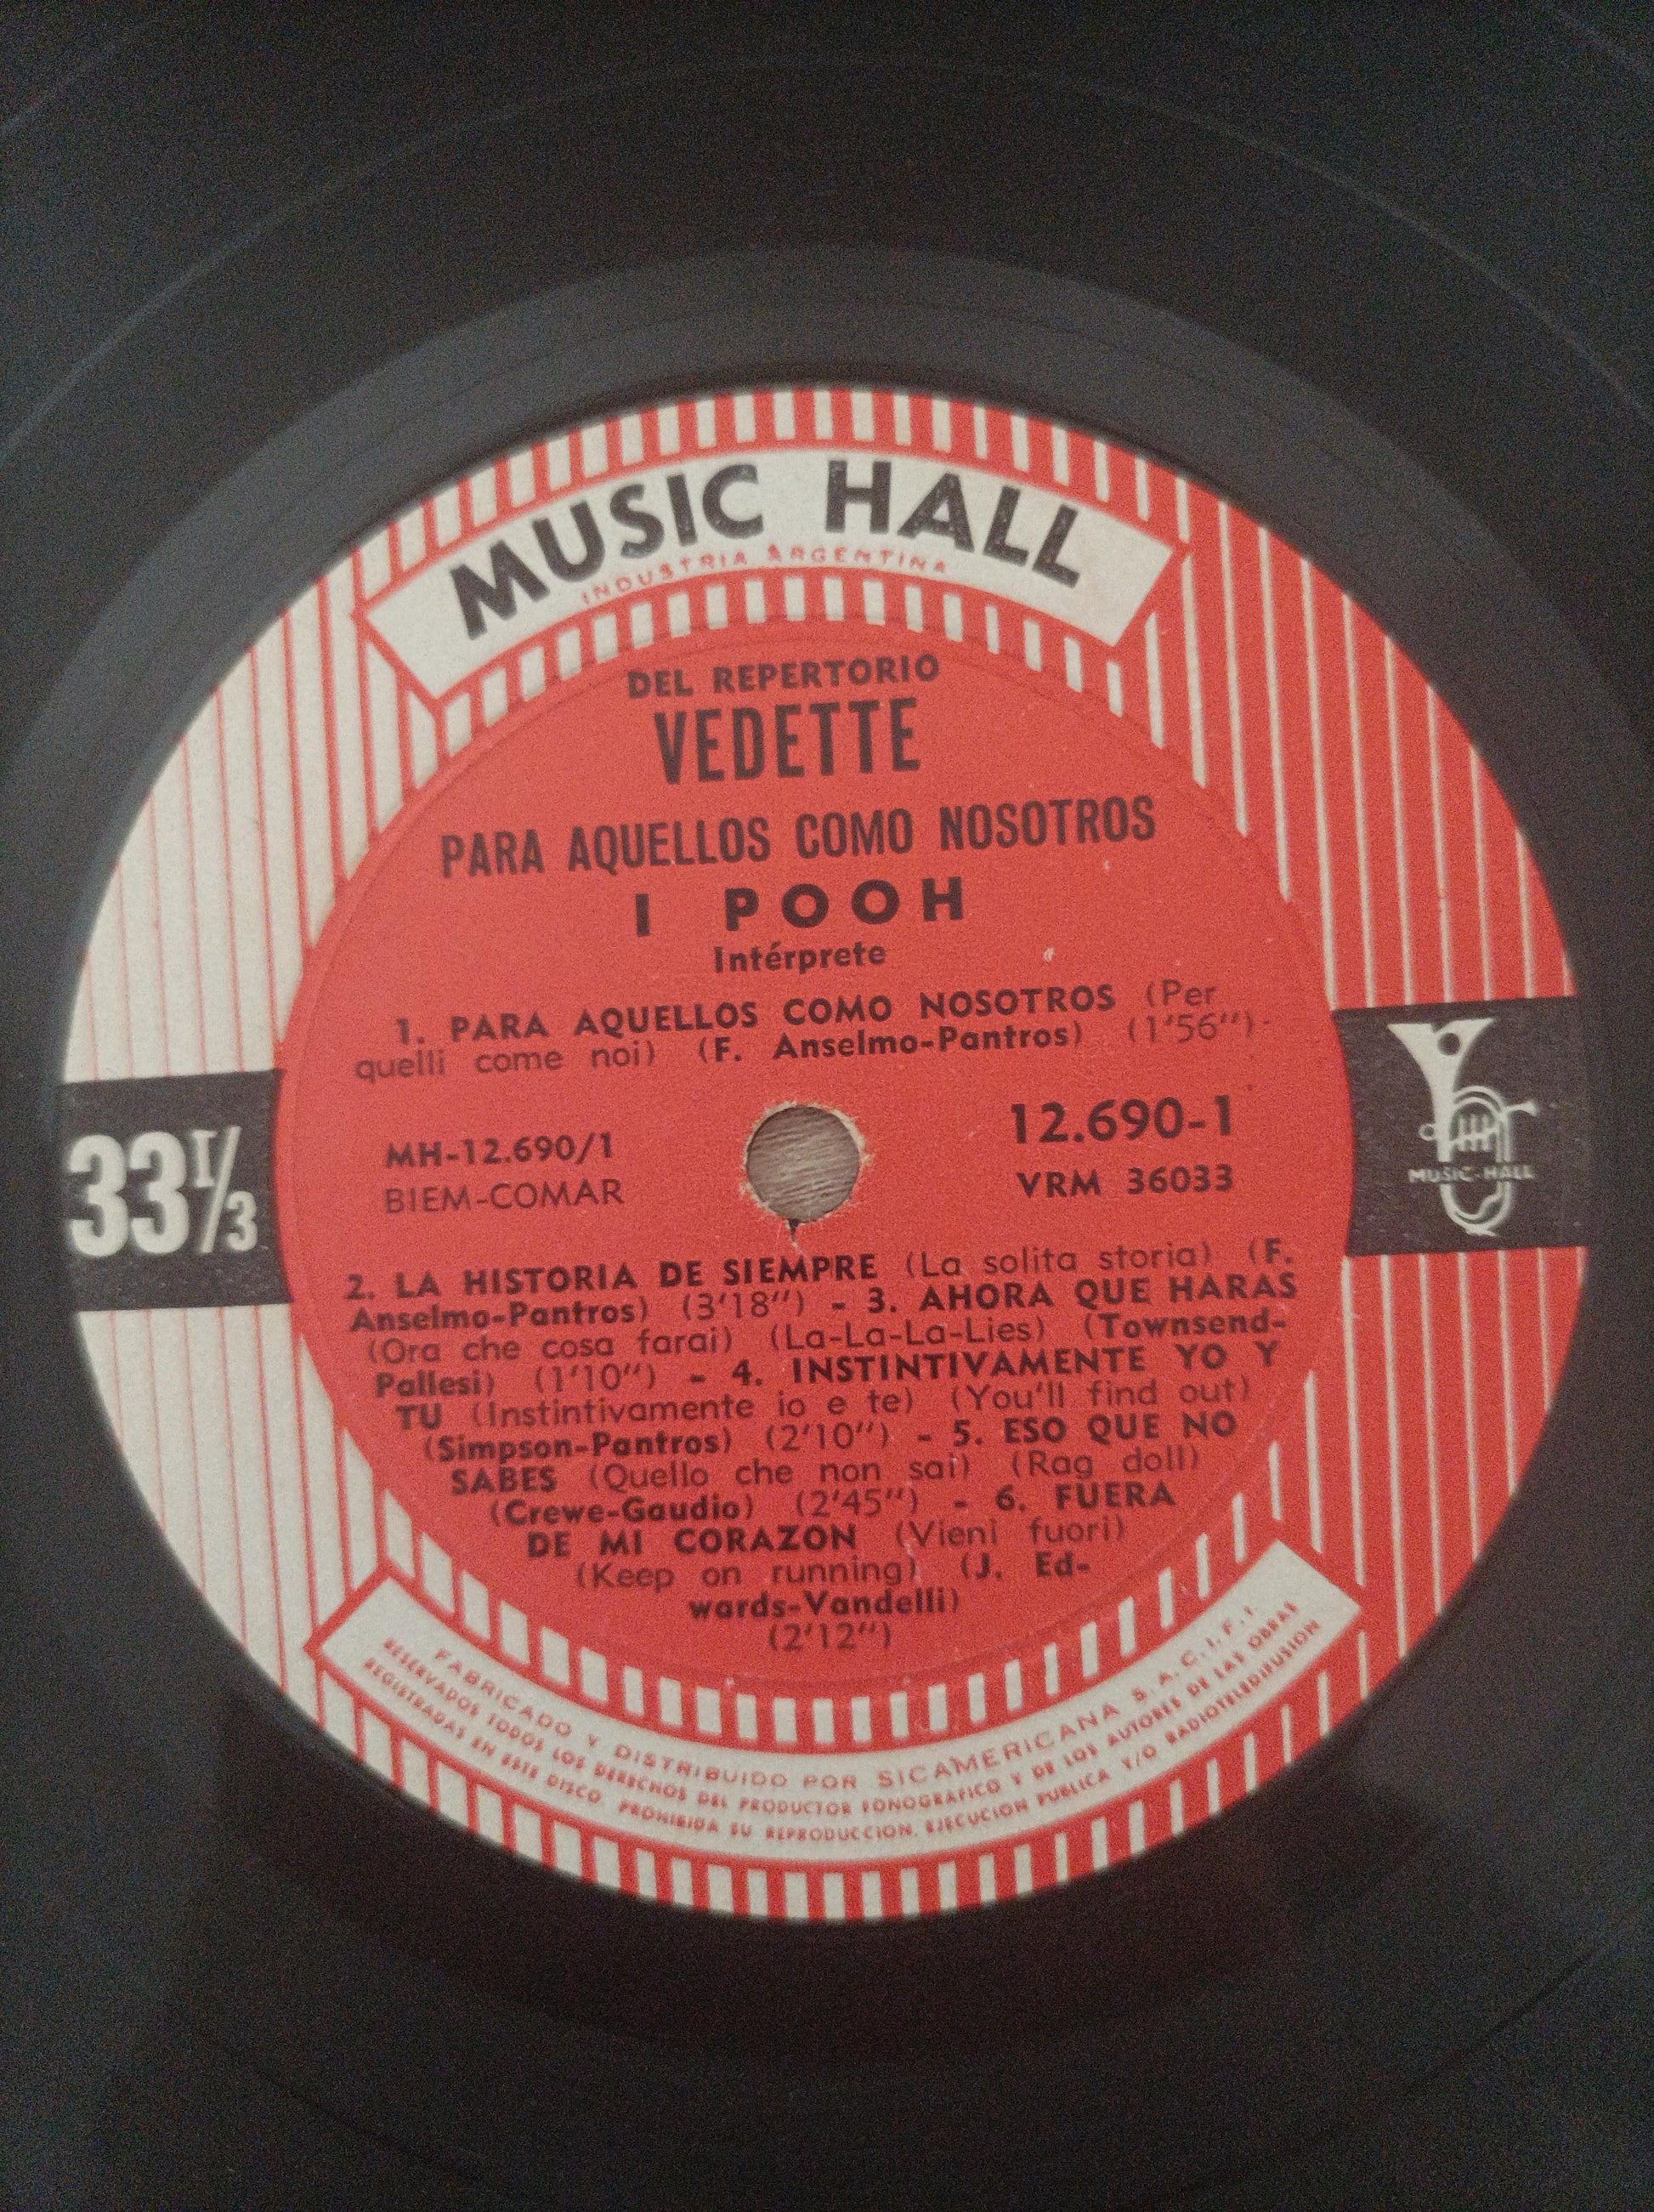 MUSIC HALL
INDUSTRIA ARGENTINA
DEL REPERTORIO
VEDETTE
PARA AQUELLOS COMO NOSOTROS
I POOH
Intérprete
1. PARA AQUELLOS COMO NOSOTROS (Per
quelli come noi) (F. Anselmo-Pantros) (1'56")-
MH-12.690/1
BIEM-COMAR
12.690-1
VRM 36033
33 1/3
MUSIC-HALL
2. LA HISTORIA DE SIEMPRE (La solita storia) (F.
Anselmo-Pantros) (3'18") - 3. AHORA QUE HARAS
(Ora che cosa farai) (La-La-La-Lies) (Townsend-
Pallesi) (1'10") - 4. INSTINTIVAMENTE YO Y
TU (Instintivamente io e te) (You'll find out)
(Simpson-Pantros) (2'10") - 5. ESO QUE NO
SABES (Quello che non sai) (Rag doll)
(Crewe-Gaudio) (2'45") - 6. FUERA
DE MI CORAZON (Vieni fuori)
(Keep on running) (J. Ed-
wards-Vandelli)
(2'12")
FABRICADO Y DISTRIBUIDO POR SICAMERICANA S.A.C.I.F.I.
RESERVADOS TODOS LOS DERECHOS DEL PRODUCTOR FONOGRAFICO Y DE LOS AUTORES DE LAS OBRAS
REGISTRADAS EN ESTE DISCO. PROHIBIDA SU REPRODUCCION, EJECUCION PUBLICA Y/O RADIOTELEDIFUSION